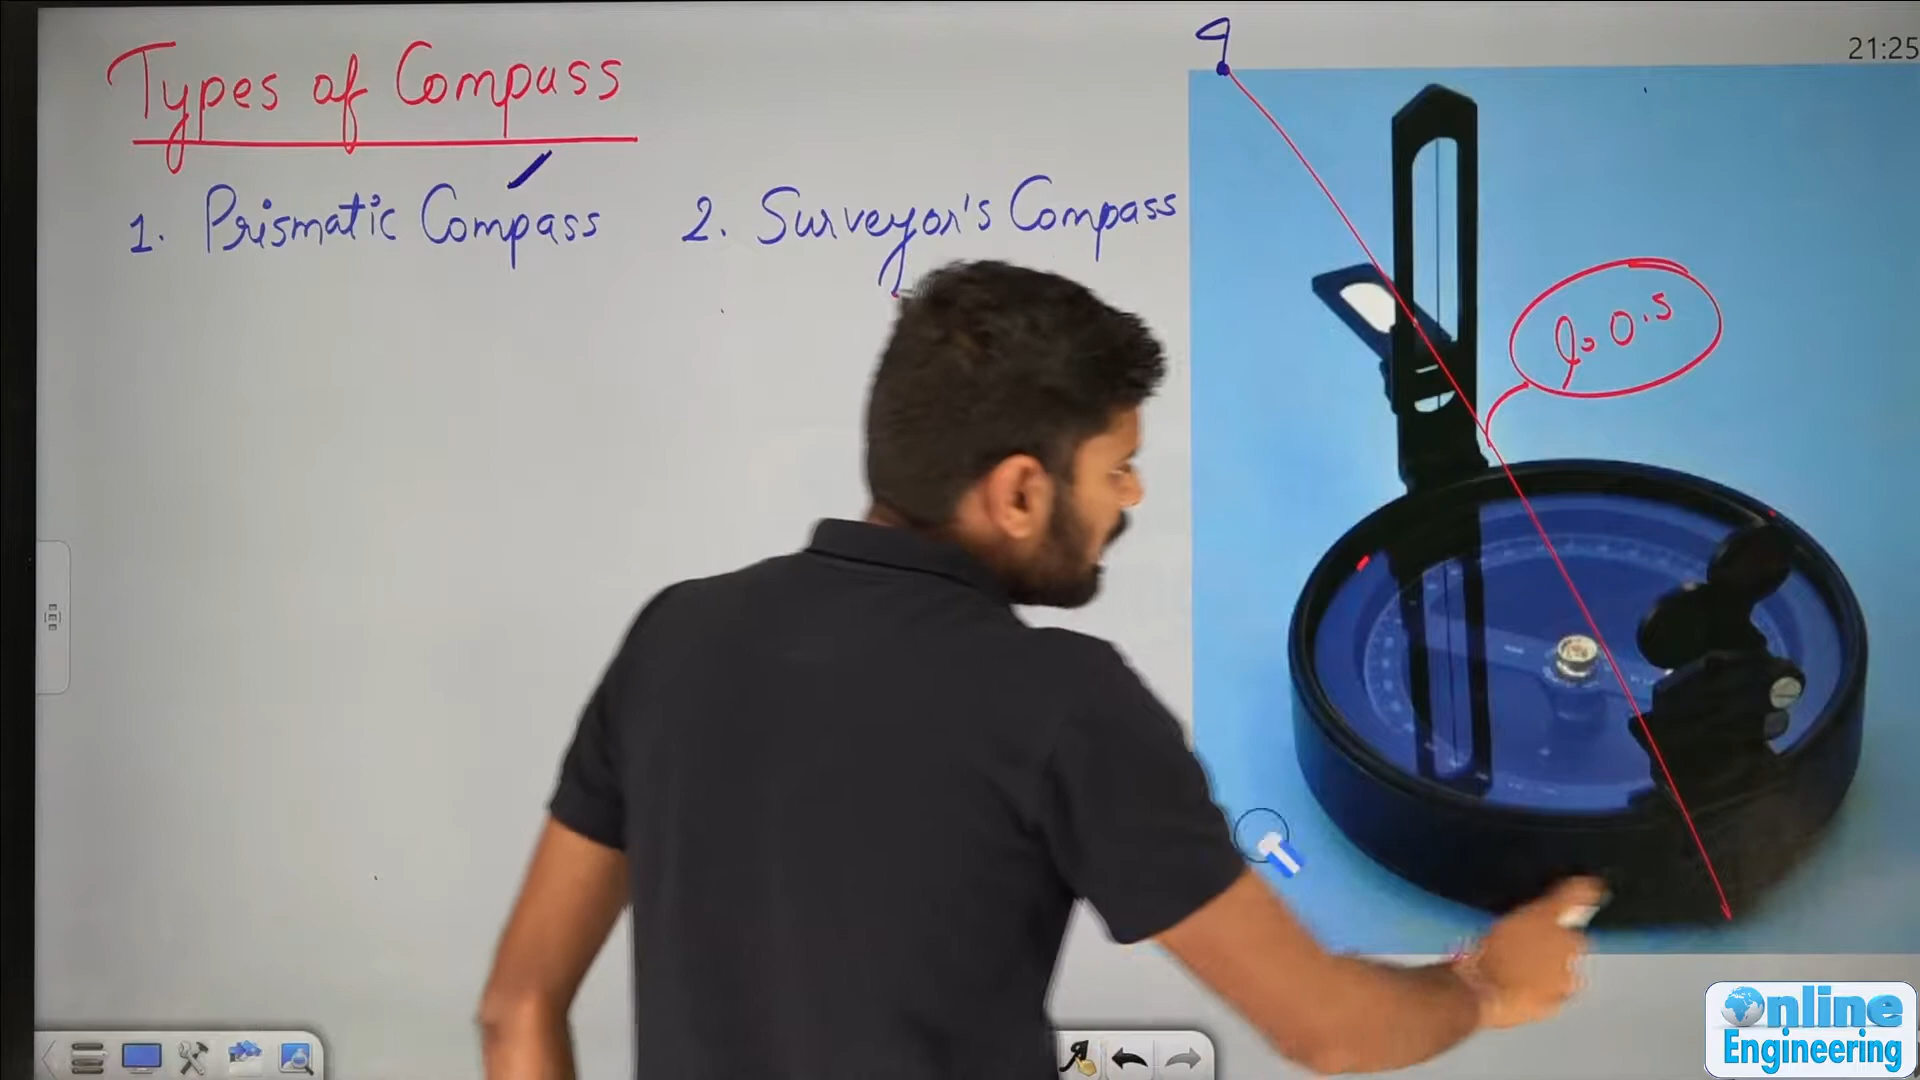 Types of Compass
21:25
1. Prismatic Compass
2. Surveyor's Compass
l.o.s
Online
Engineering